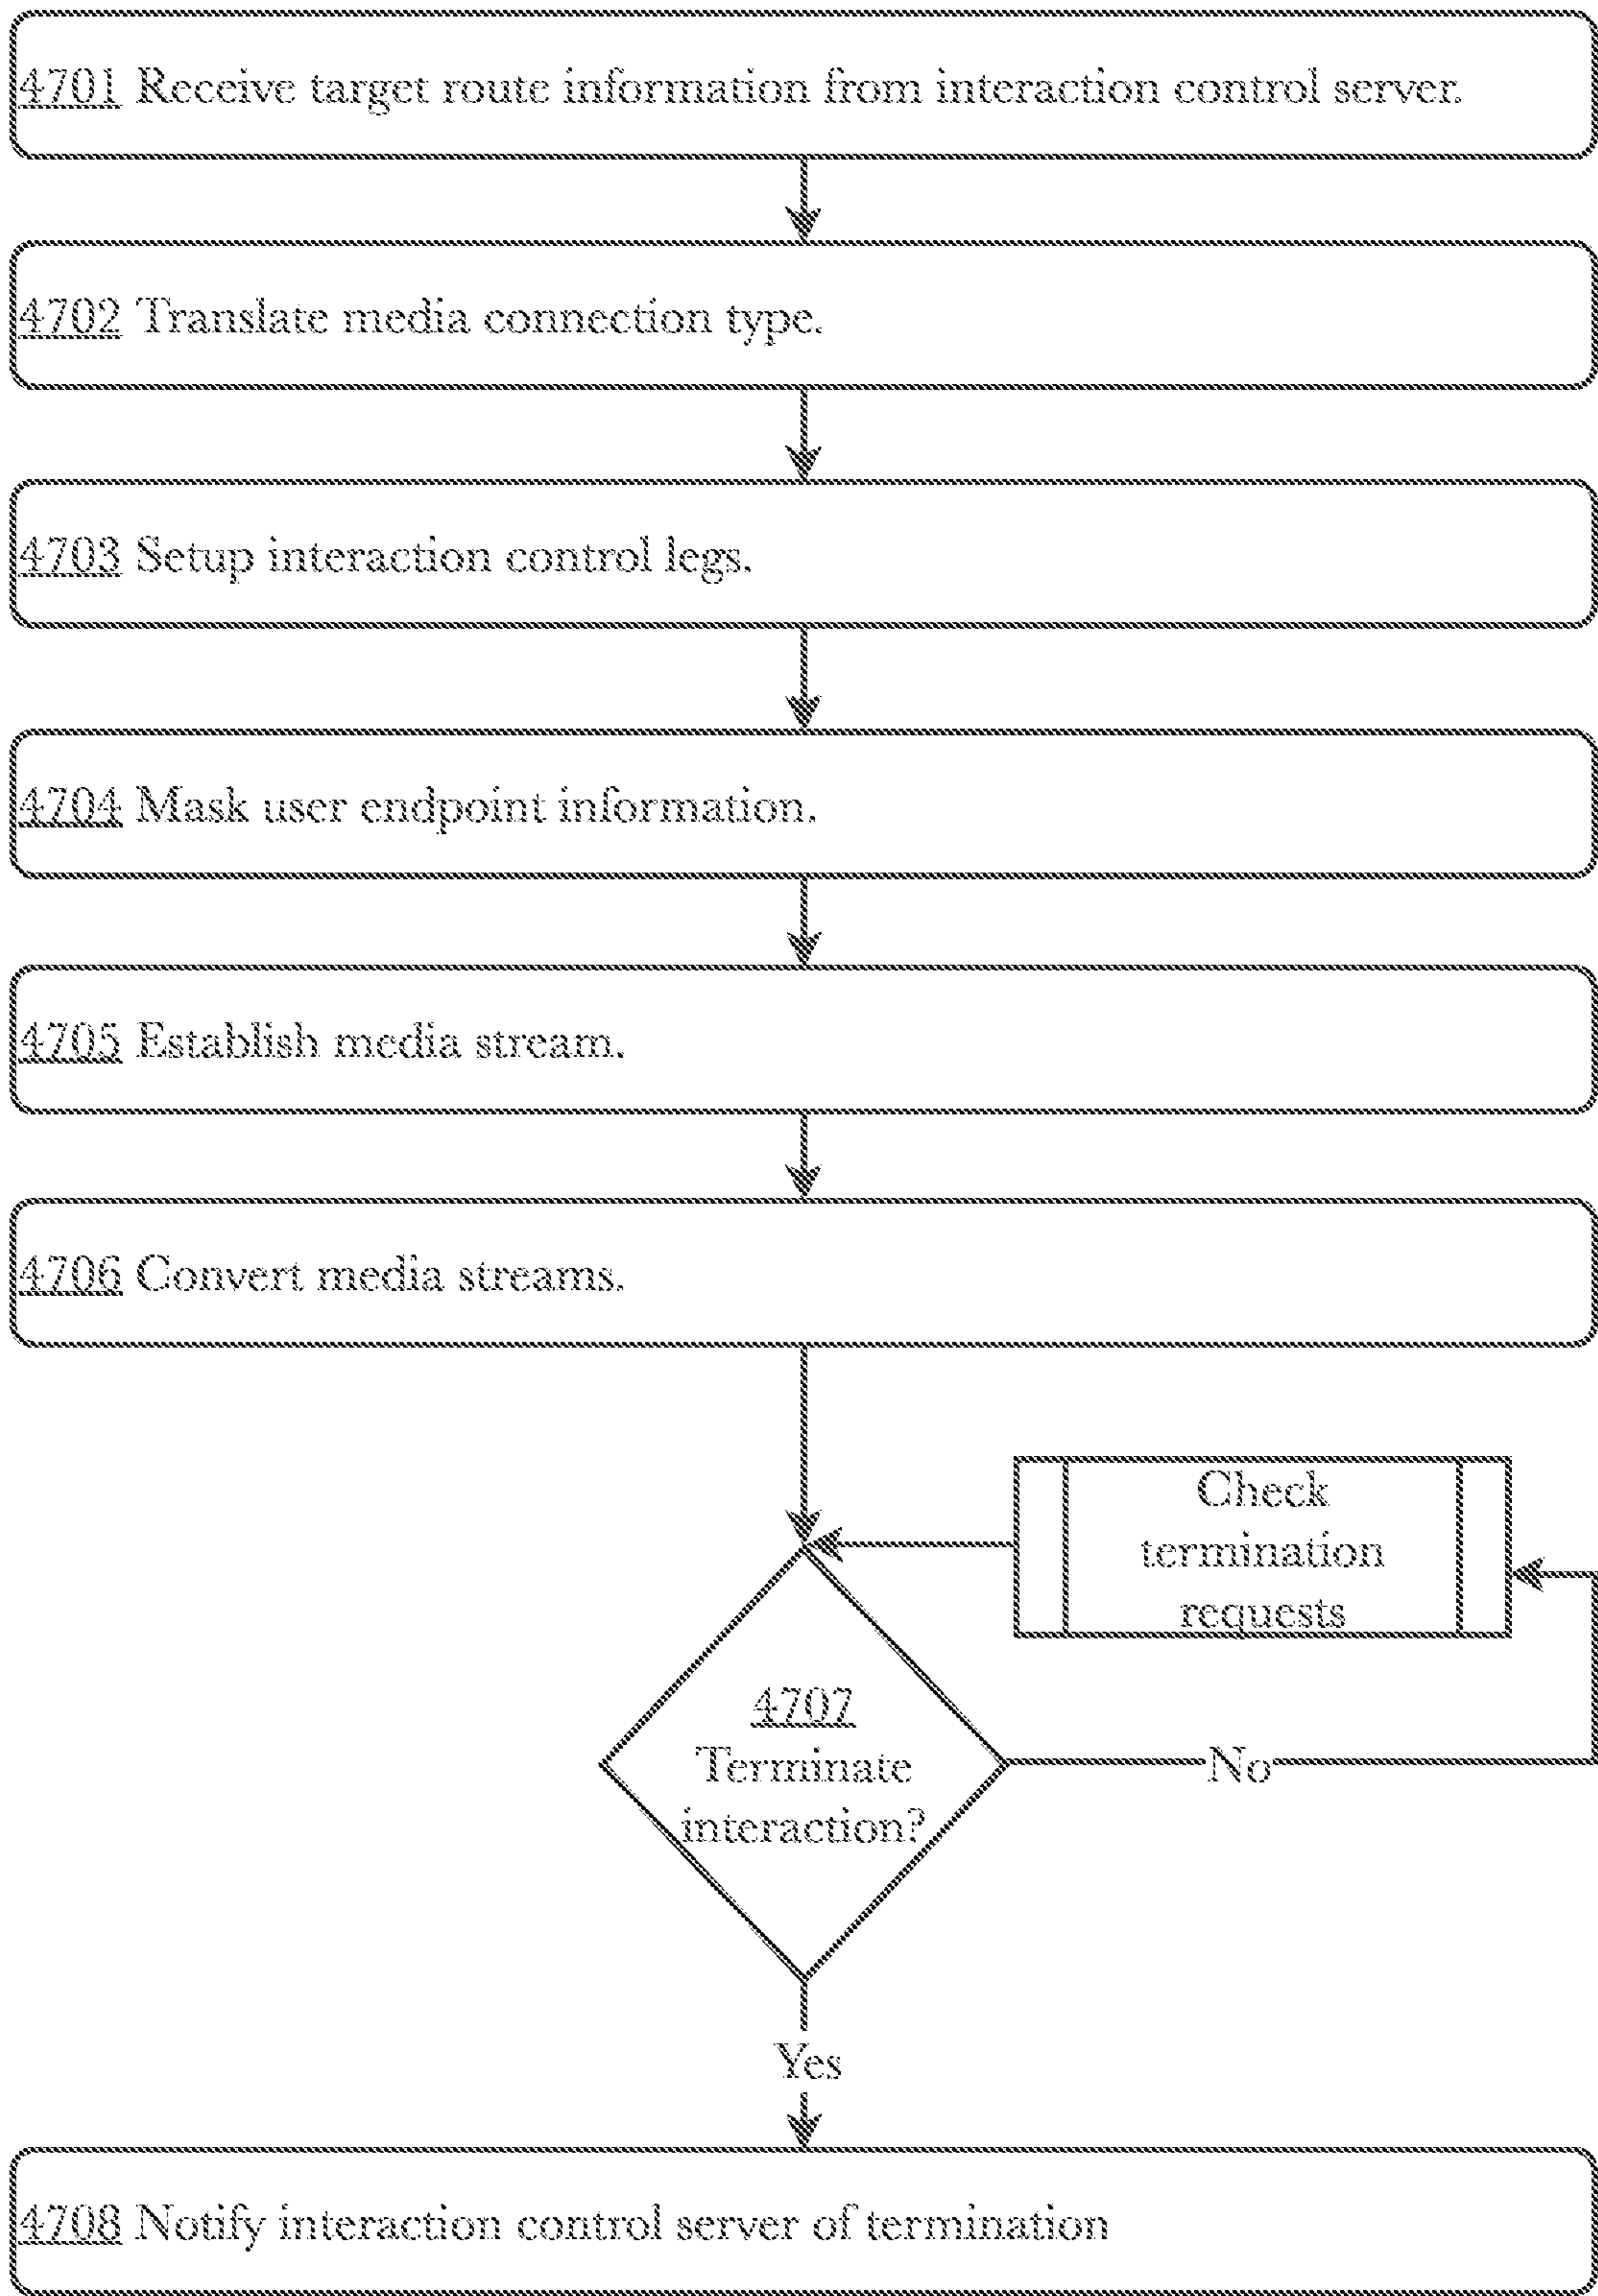 4701 Receive target route information from interaction control server.
4702 Translate media connection type.
4703 Setup interaction control legs.
4704 Mask user endpoint information.
4705 Establish media stream.
4706 Convert media streams.
Check
termination
requests
4707
Terminate
interaction?
No
Yes
4708 Notify interaction control server of termination